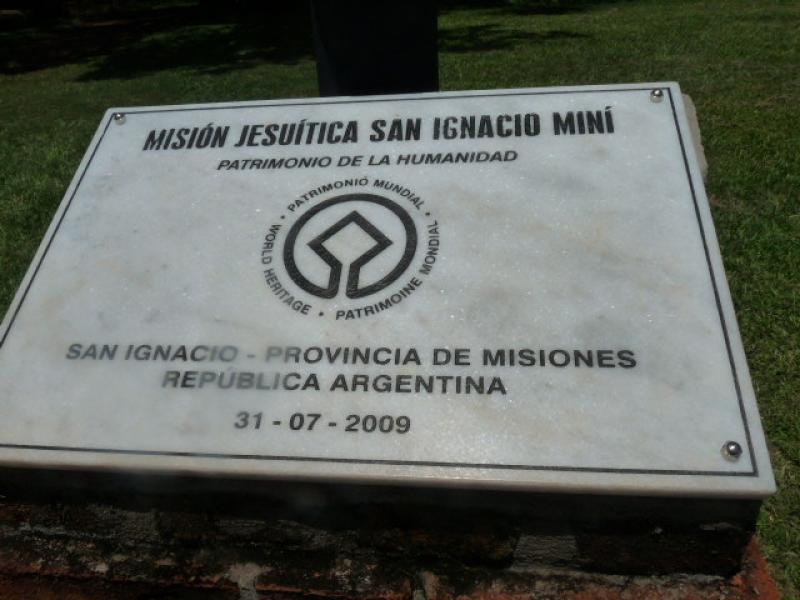 MISIÓN JESUÍTICA SAN IGNACIO MINÍ
PATRIMONIO DE LA HUMANIDAD
• PATRIMONIÓ MUNDIAL •
WORLD HERITAGE •
PATRIMOINE MONDIAL
SAN IGNACIO - PROVINCIA DE MISIONES
REPÚBLICA ARGENTINA
31 - 07 - 2009